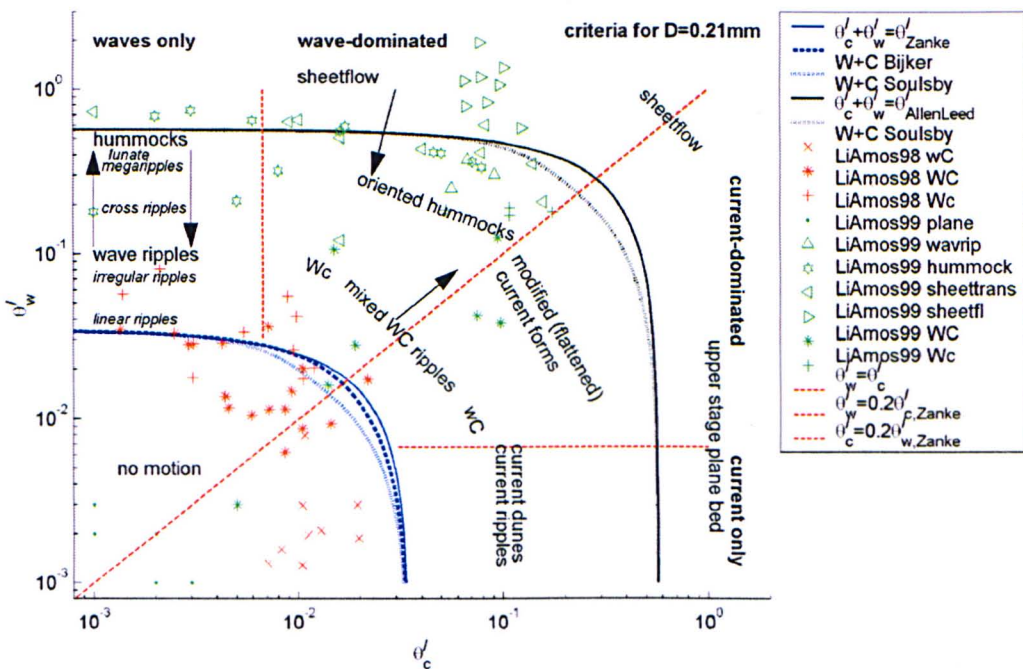 waves only
wave-dominated
criteria for D=0.21mm
sheetflow
sheetflow
hummocks
lunate
megaripples
cross ripples
wave ripples
irregular ripples
linear ripples
oriented hummocks
Wc mixed WC ripples wC
modified (flattened)
current forms
current-dominated
upper stage plane bed
current only
current dunes
current ripples
no motion
10⁰
10⁻¹
10⁻²
10⁻³
θ′w
10⁻³
10⁻²
10⁻¹
10⁰
θ′c
θ′c+θ′w=θ′Zanke
W+C Bijker
W+C Soulsby
θ′c+θ′w=θ′AllenLeed
W+C Soulsby
LiAmos98 wC
LiAmos98 WC
LiAmos98 Wc
LiAmos99 plane
LiAmos99 wavrip
LiAmos99 hummock
LiAmos99 sheettrans
LiAmos99 sheetfl
LiAmos99 WC
LiAmos99 Wc
θ′w=θ′c
θ′w=0.2θ′c,Zanke
θ′c=0.2θ′w,Zanke